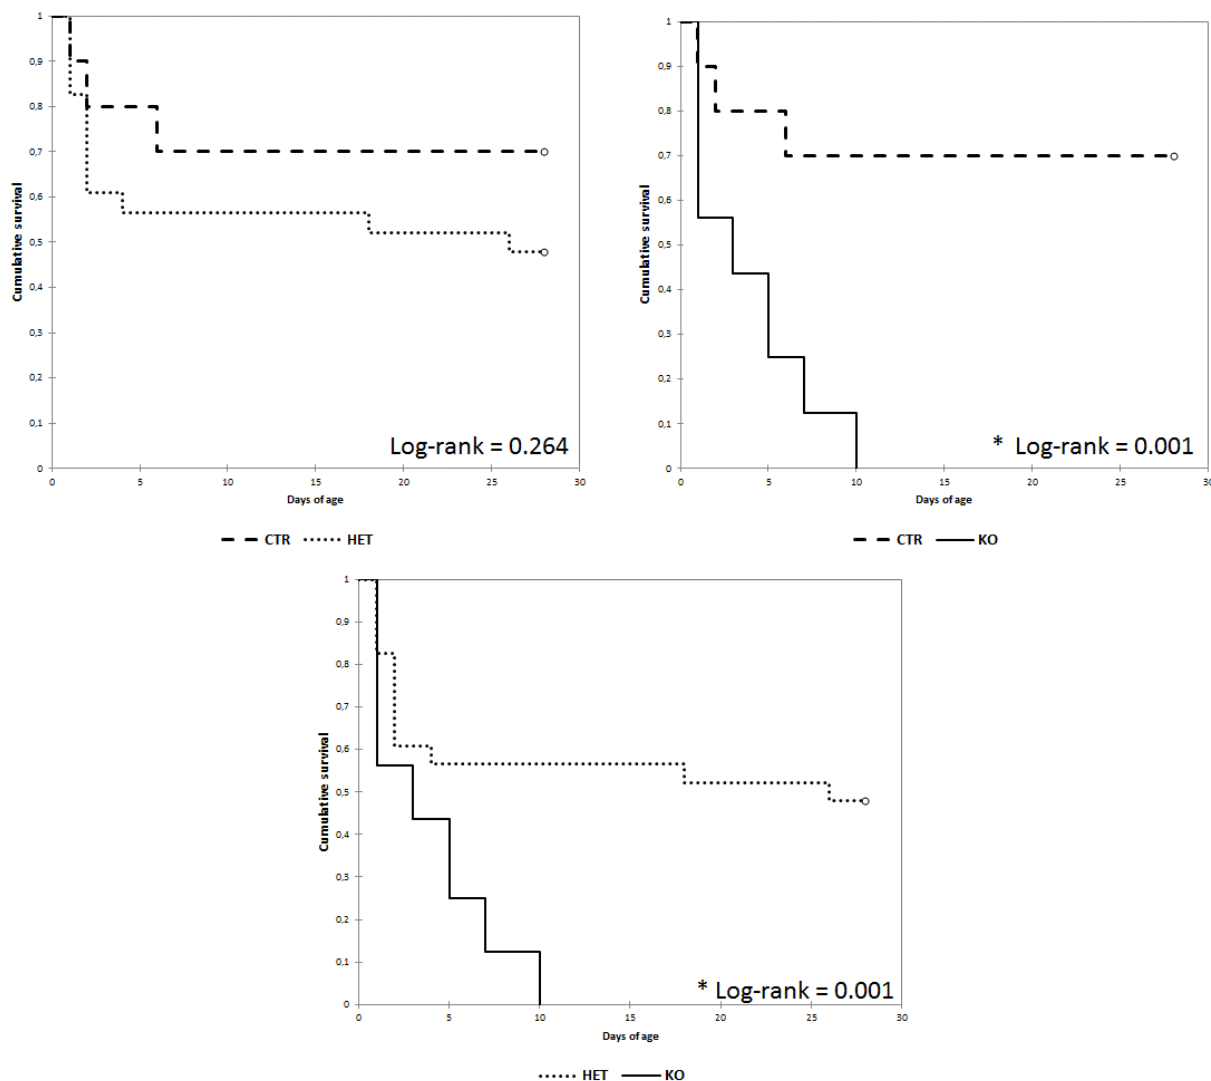 1
0,9
0,8
0,7
0,6
0,5
0,4
0,3
0,2
0,1
0
Cumulative survival
Log-rank = 0.264
0 5 10 15 20 25 30
Days of age
CTR HET
1
0,9
0,8
0,7
0,6
0,5
0,4
0,3
0,2
0,1
0
Cumulative survival
* Log-rank = 0.001
0 5 10 15 20 25 30
Days of age
CTR KO
1
0,9
0,8
0,7
0,6
0,5
0,4
0,3
0,2
0,1
0
Cumulative survival
* Log-rank = 0.001
0 5 10 15 20 25 30
Days of age
HET KO